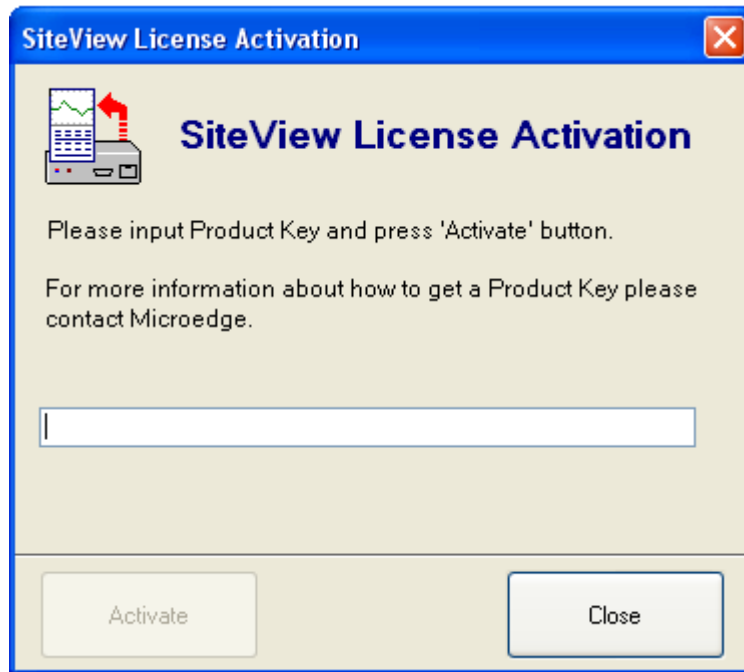 SiteView License Activation
SiteView License Activation
Please input Product Key and press 'Activate' button.
For more information about how to get a Product Key please
contact Microedge.
Activate
Close